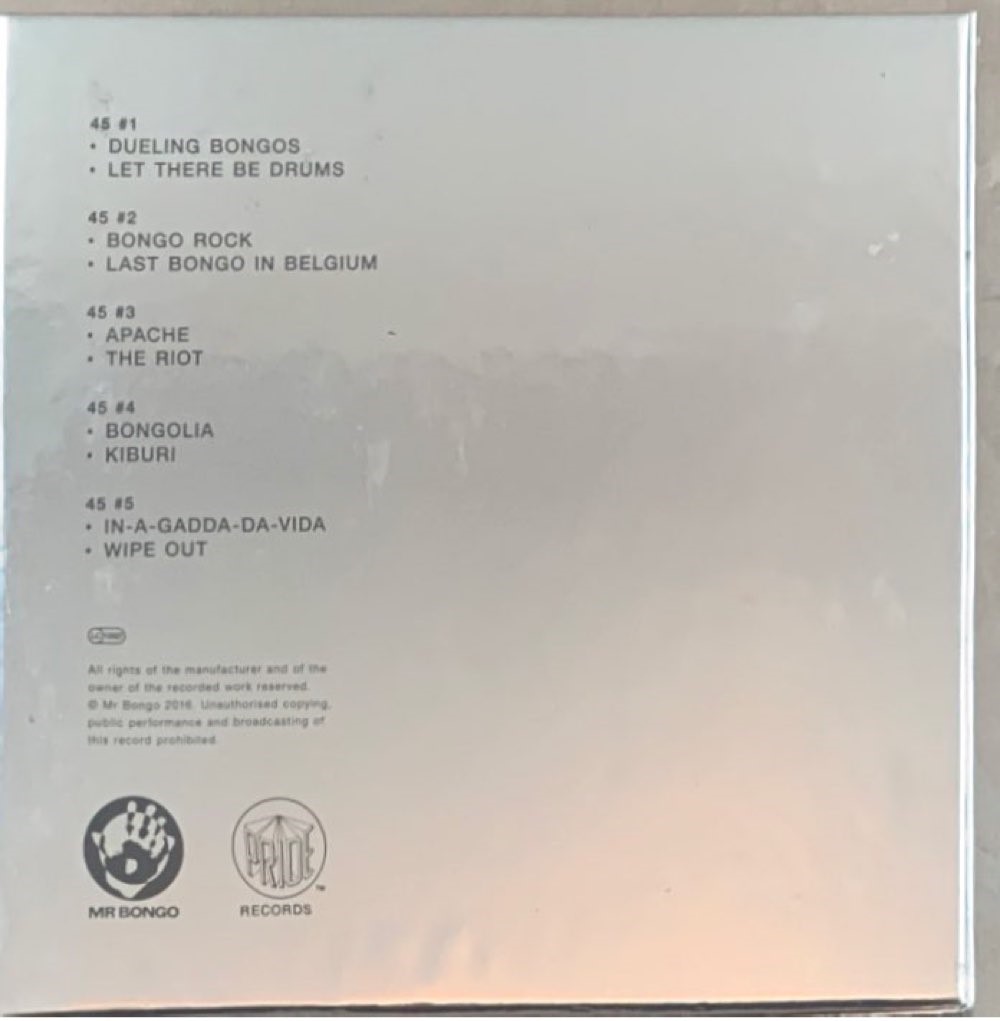 45 #1
• DUELING BONGOS
• LET THERE BE DRUMS
45 #2
• BONGO ROCK
• LAST BONGO IN BELGIUM
45 #3
• APACHE
• THE RIOT
45 #4
• BONGOLIA
• KIBURI
45 #5
• IN-A-GADDA-DA-VIDA
• WIPE OUT
All rights of the manufacturer and of the
owner of the recorded work reserved.
© Mr Bongo 2016. Unauthorised copying,
public performance and broadcasting of
this record prohibited.
PRIDE
TM
MR BONGO
RECORDS